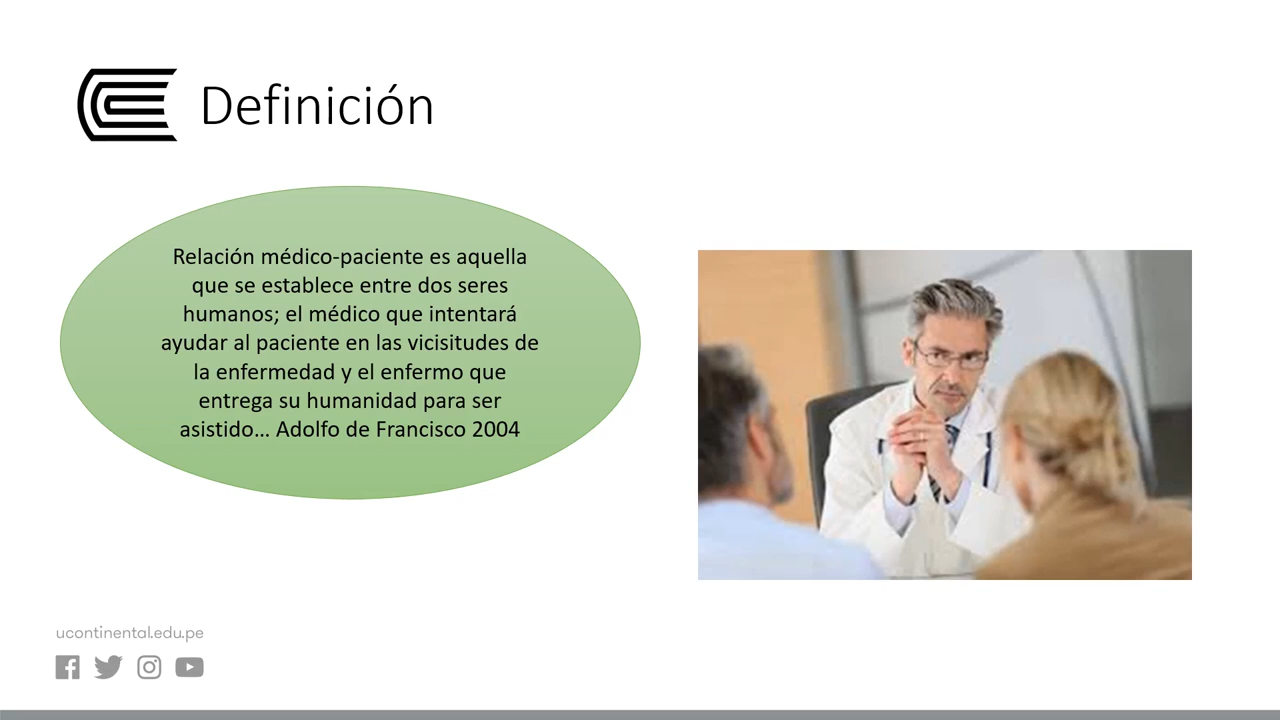 Definición
Relación médico-paciente es aquella
que se establece entre dos seres
humanos; el médico que intentará
ayudar al paciente en las vicisitudes de
la enfermedad y el enfermo que
entrega su humanidad para ser
asistido... Adolfo de Francisco 2004
ucontinental.edu.pe